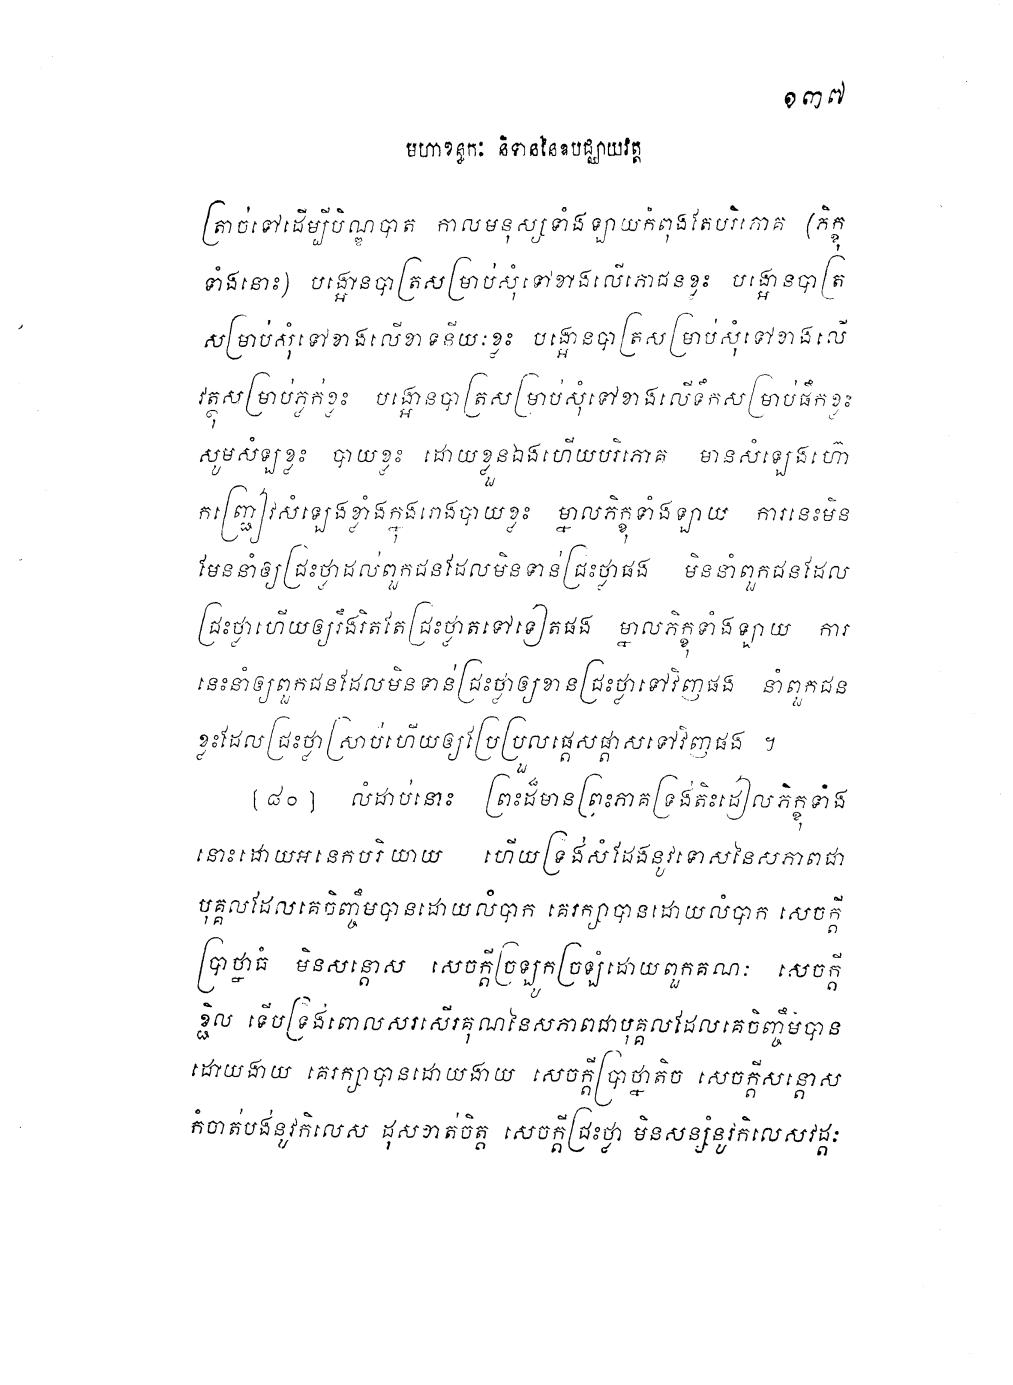 ១៣៧
មហាខន្ធកៈ និទាននៃឧបជ្ឈាយវត្ត
ត្រាច់ទៅដើម្បីបិណ្ឌបាត កាលមនុស្សទាំងឡាយកំពុងតែបរិភោគ (ភិក្ខុ
ទាំងនោះ) បង្អោនបាត្រសម្រាប់សុំទៅខាងលើភោជនខ្លះ បង្អោនបាត្រ
សម្រាប់សុំទៅខាងលើខាទនីយៈខ្លះ បង្អោនបាត្រសម្រាប់សុំទៅខាងលើ
វត្ថុសម្រាប់ភ្លក់ខ្លះ បង្អោនបាត្រសម្រាប់សុំទៅខាងលើទឹកសម្រាប់ផឹកខ្លះ
សូមសំឡខ្លះ បាយខ្លះ ដោយខ្លួនឯងហើយបរិភោគ មានសំឡេងហ៊ោ
កញ្ជ្រៀវសំឡេងខ្លាំងក្នុងរោងបាយខ្លះ ម្នាលភិក្ខុទាំងឡាយ ការនេះមិន
មែននាំឲ្យជ្រះថ្លាដល់ពួកជនដែលមិនទាន់ជ្រះថ្លាផង មិននាំពួកជនដែល
ជ្រះថ្លាហើយឲ្យរឹងរិតតែជ្រះថ្លាតទៅទៀតផង ម្នាលភិក្ខុទាំងឡាយ ការ
នេះនាំឲ្យពួកជនដែលមិនទាន់ជ្រះថ្លាឲ្យខានជ្រះថ្លាទៅវិញផង នាំពួកជន
ខ្លះដែលជ្រះថ្លាស្រាប់ហើយឲ្យប្រែប្រួលផ្តេសផ្តាសទៅវិញផង ។
[៨០] លំដាប់នោះ ព្រះដ៏មានព្រះភាគទ្រង់តិះដៀលភិក្ខុទាំង
នោះដោយអនេកបរិយាយ ហើយទ្រង់សំដែងនូវទោសនៃសភាពជា
បុគ្គលដែលគេចិញ្ចឹមបានដោយលំបាក គេរក្សាបានដោយលំបាក សេចក្តី
ប្រាថ្នាធំ មិនសន្តោស សេចក្តីច្រឡូកច្រឡំដោយពួកគណៈ សេចក្តី
ខ្ជិល ទើបទ្រង់ពោលសរសើរគុណនៃសភាពជាបុគ្គលដែលគេចិញ្ចឹមបាន
ដោយងាយ គេរក្សាបានដោយងាយ សេចក្តីប្រាថ្នាតិច សេចក្តីសន្តោស
កំចាត់បង់នូវកិលេស ដុសខាត់ចិត្ត សេចក្តីជ្រះថ្លា មិនសន្សំនូវកិលេសវដ្តៈ